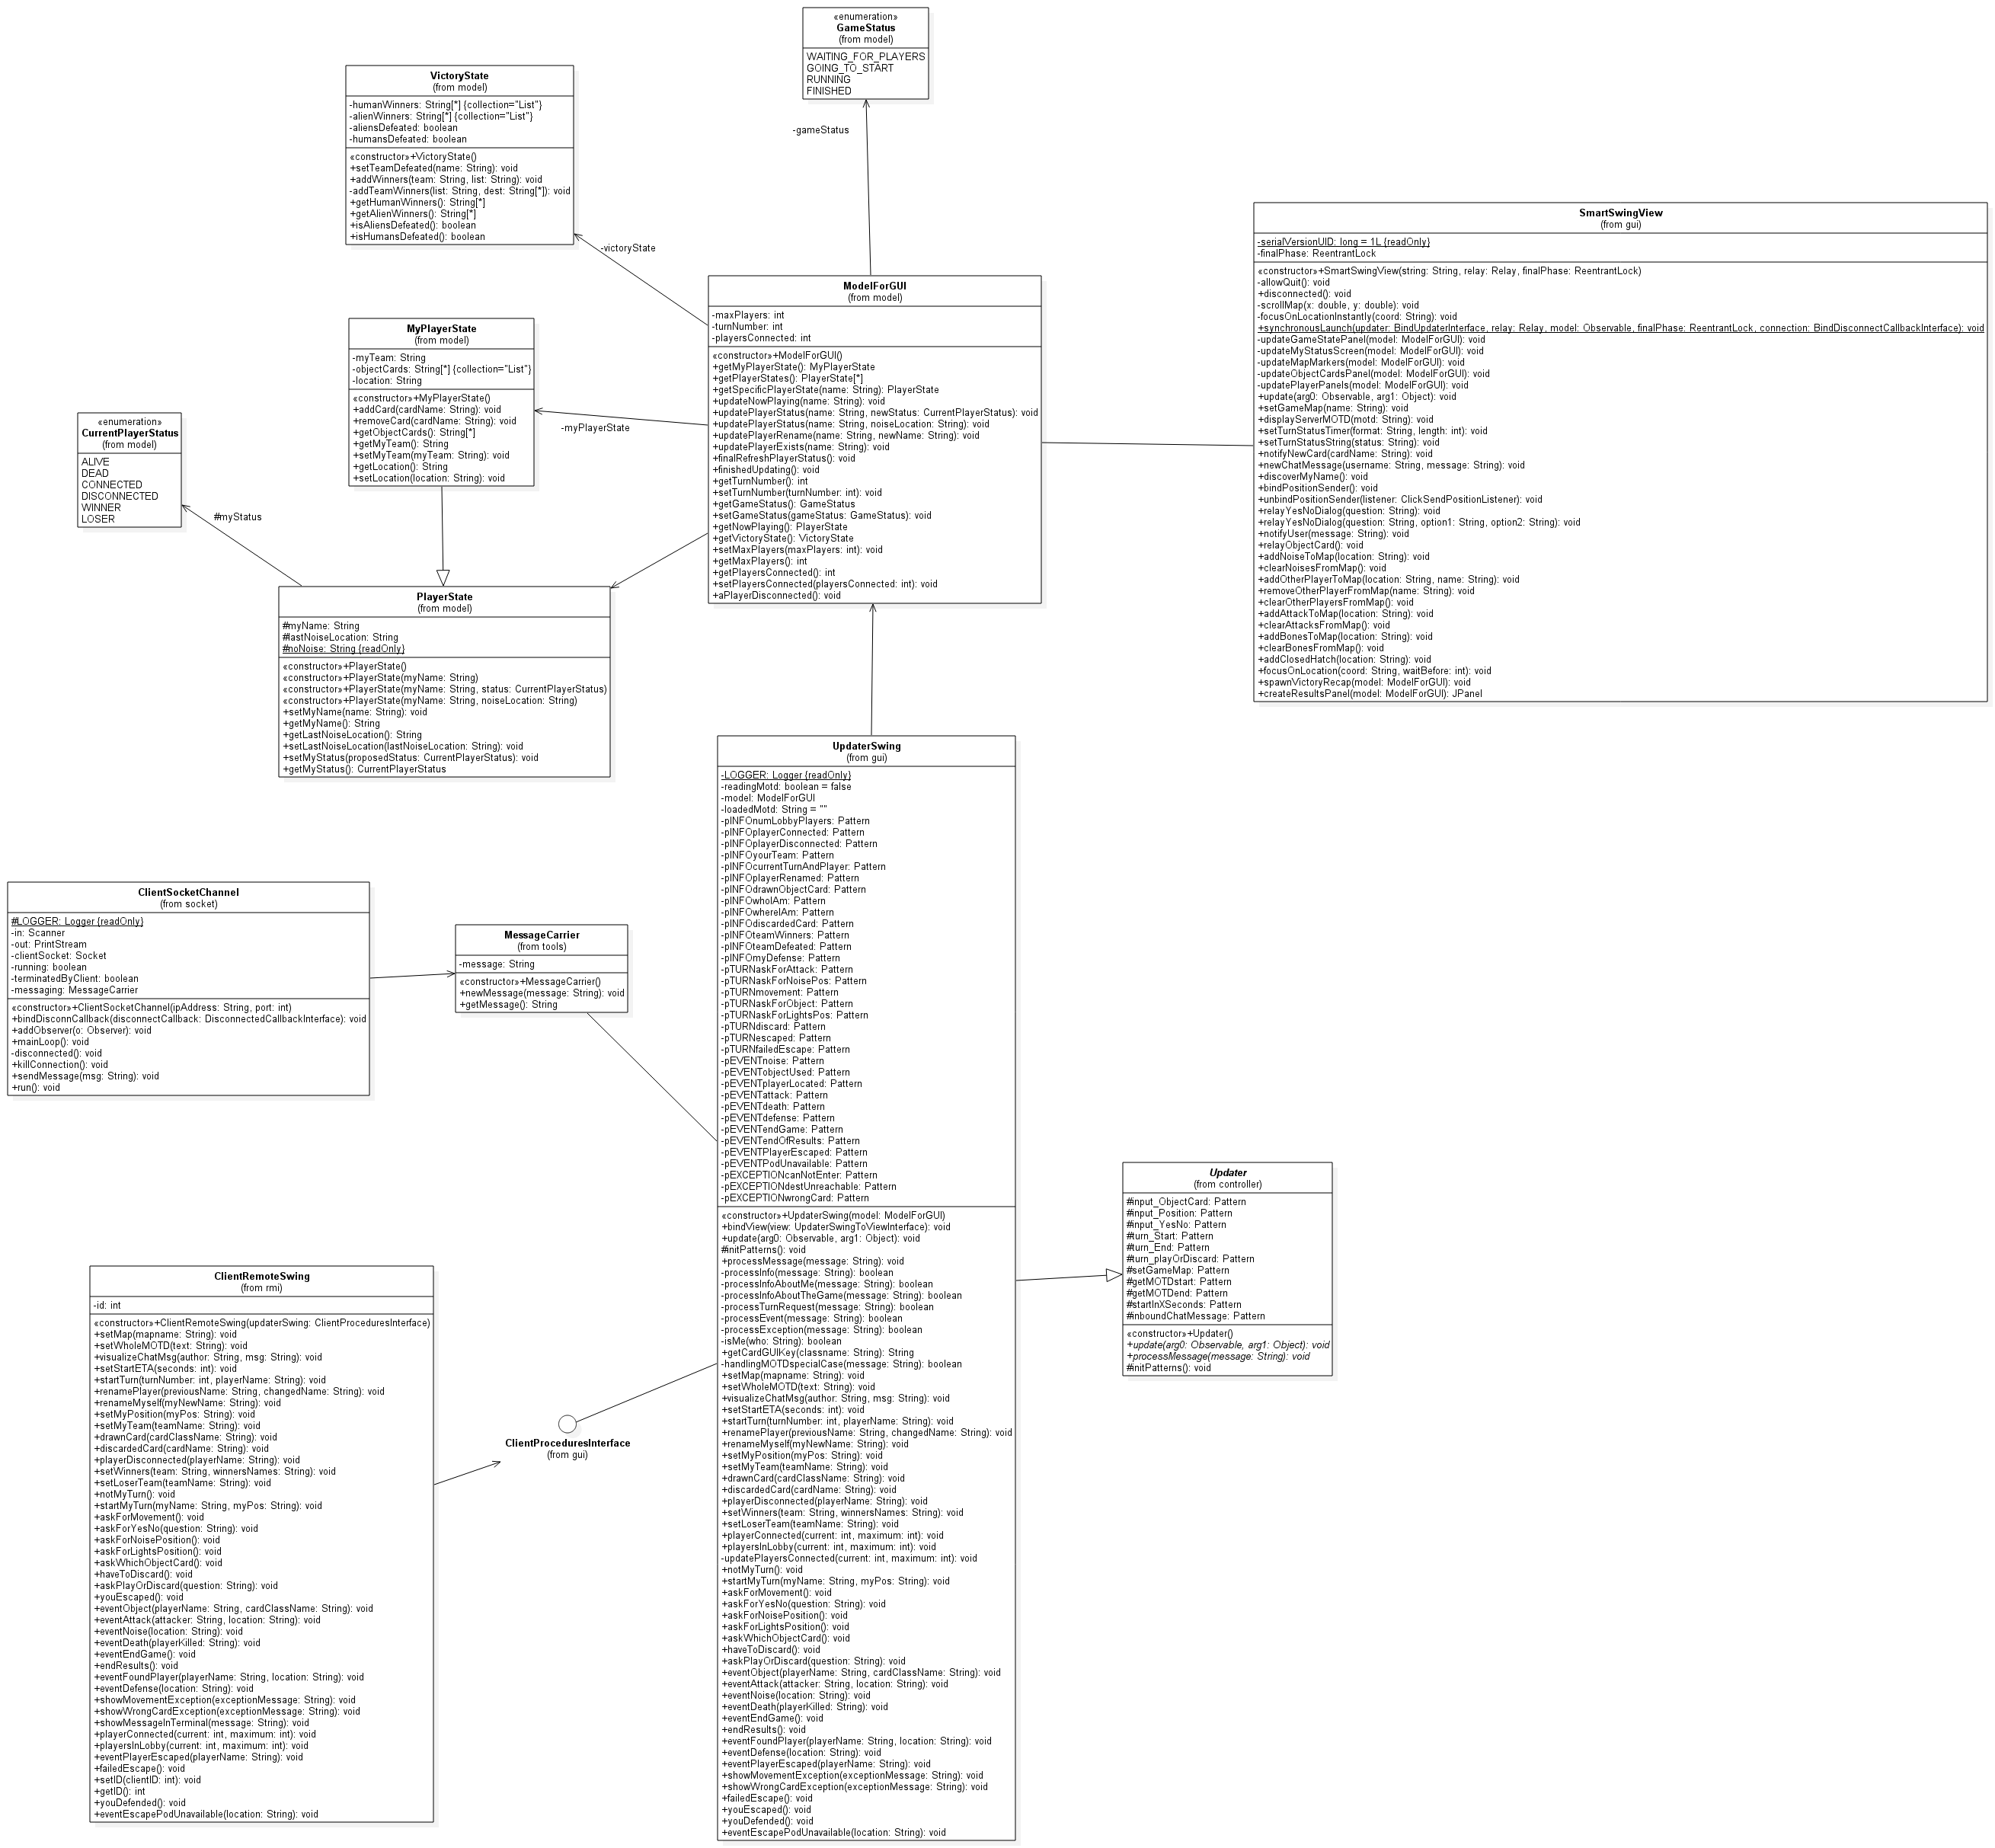 «enumeration»
GameStatus
(from model)
WAITING_FOR_PLAYERS
GOING_TO_START
RUNNING
FINISHED
-gameStatus
VictoryState
(from model)
-humanWinners: String[*] {collection="List"}
-alienWinners: String[*] {collection="List"}
-aliensDefeated: boolean
-humansDefeated: boolean
«constructor»+VictoryState()
+setTeamDefeated(name: String): void
+addWinners(team: String, list: String): void
-addTeamWinners(list: String, dest: String[*]): void
+getHumanWinners(): String[*]
+getAlienWinners(): String[*]
+isAliensDefeated(): boolean
+isHumansDefeated(): boolean
-victoryState
SmartSwingView
(from gui)
-serialVersionUID: long = 1L {readOnly}
-finalPhase: ReentrantLock
«constructor»+SmartSwingView(string: String, relay: Relay, finalPhase: ReentrantLock)
-allowQuit(): void
+disconnected(): void
-scrollMap(x: double, y: double): void
-focusOnLocationInstantly(coord: String): void
+synchronousLaunch(updater: BindUpdaterInterface, relay: Relay, model: Observable, finalPhase: ReentrantLock, connection: BindDisconnectCallbackInterface): void
-updateGameStatePanel(model: ModelForGUI): void
-updateMyStatusScreen(model: ModelForGUI): void
-updateMapMarkers(model: ModelForGUI): void
-updateObjectCardsPanel(model: ModelForGUI): void
-updatePlayerPanels(model: ModelForGUI): void
+update(arg0: Observable, arg1: Object): void
+setGameMap(name: String): void
+displayServerMOTD(motd: String): void
+setTurnStatusTimer(format: String, length: int): void
+setTurnStatusString(status: String): void
+notifyNewCard(cardName: String): void
+newChatMessage(username: String, message: String): void
+discoverMyName(): void
+bindPositionSender(): void
+unbindPositionSender(listener: ClickSendPositionListener): void
+relayYesNoDialog(question: String): void
+relayYesNoDialog(question: String, option1: String, option2: String): void
+notifyUser(message: String): void
+relayObjectCard(): void
+addNoiseToMap(location: String): void
+clearNoisesFromMap(): void
+addOtherPlayerToMap(location: String, name: String): void
+removeOtherPlayerFromMap(name: String): void
+clearOtherPlayersFromMap(): void
+addAttackToMap(location: String): void
+clearAttacksFromMap(): void
+addBonesToMap(location: String): void
+clearBonesFromMap(): void
+addClosedHatch(location: String): void
+focusOnLocation(coord: String, waitBefore: int): void
+spawnVictoryRecap(model: ModelForGUI): void
+createResultsPanel(model: ModelForGUI): JPanel
ModelForGUI
(from model)
-maxPlayers: int
-turnNumber: int
-playersConnected: int
«constructor»+ModelForGUI()
+getMyPlayerState(): MyPlayerState
+getPlayerStates(): PlayerState[*]
+getSpecificPlayerState(name: String): PlayerState
+updateNowPlaying(name: String): void
+updatePlayerStatus(name: String, newStatus: CurrentPlayerStatus): void
+updatePlayerStatus(name: String, noiseLocation: String): void
+updatePlayerRename(name: String, newName: String): void
+updatePlayerExists(name: String): void
+finalRefreshPlayerStatus(): void
+finishedUpdating(): void
+getTurnNumber(): int
+setTurnNumber(turnNumber: int): void
+getGameStatus(): GameStatus
+setGameStatus(gameStatus: GameStatus): void
+getNowPlaying(): PlayerState
+getVictoryState(): VictoryState
+setMaxPlayers(maxPlayers: int): void
+getMaxPlayers(): int
+getPlayersConnected(): int
+setPlayersConnected(playersConnected: int): void
+aPlayerDisconnected(): void
MyPlayerState
(from model)
-myTeam: String
-objectCards: String[*] {collection="List"}
-location: String
«constructor»+MyPlayerState()
+addCard(cardName: String): void
+removeCard(cardName: String): void
+getObjectCards(): String[*]
+getMyTeam(): String
+setMyTeam(myTeam: String): void
+getLocation(): String
+setLocation(location: String): void
-myPlayerState
«enumeration»
CurrentPlayerStatus
(from model)
ALIVE
DEAD
CONNECTED
DISCONNECTED
WINNER
LOSER
#myStatus
PlayerState
(from model)
#myName: String
#lastNoiseLocation: String
#noNoise: String {readOnly}
«constructor»+PlayerState()
«constructor»+PlayerState(myName: String)
«constructor»+PlayerState(myName: String, status: CurrentPlayerStatus)
«constructor»+PlayerState(myName: String, noiseLocation: String)
+setMyName(name: String): void
+getMyName(): String
+getLastNoiseLocation(): String
+setLastNoiseLocation(lastNoiseLocation: String): void
+setMyStatus(proposedStatus: CurrentPlayerStatus): void
+getMyStatus(): CurrentPlayerStatus
UpdaterSwing
(from gui)
-LOGGER: Logger {readOnly}
-readingMotd: boolean = false
-model: ModelForGUI
-loadedMotd: String = ""
-pINFOnumLobbyPlayers: Pattern
-pINFOplayerConnected: Pattern
-pINFOplayerDisconnected: Pattern
-pINFOyourTeam: Pattern
-pINFOcurrentTurnAndPlayer: Pattern
-pINFOplayerRenamed: Pattern
-pINFOdrawnObjectCard: Pattern
-pINFOwhoIAm: Pattern
-pINFOwhereIAm: Pattern
-pINFOdiscardedCard: Pattern
-pINFOteamWinners: Pattern
-pINFOteamDefeated: Pattern
-pINFOmyDefense: Pattern
-pTURNaskForAttack: Pattern
-pTURNaskForNoisePos: Pattern
-pTURNmovement: Pattern
-pTURNaskForObject: Pattern
-pTURNaskForLightsPos: Pattern
-pTURNdiscard: Pattern
-pTURNescaped: Pattern
-pTURNfailedEscape: Pattern
-pEVENTnoise: Pattern
-pEVENTobjectUsed: Pattern
-pEVENTplayerLocated: Pattern
-pEVENTattack: Pattern
-pEVENTdeath: Pattern
-pEVENTdefense: Pattern
-pEVENTendGame: Pattern
-pEVENTendOfResults: Pattern
-pEVENTPlayerEscaped: Pattern
-pEVENTPodUnavailable: Pattern
-pEXCEPTIONcanNotEnter: Pattern
-pEXCEPTIONdestUnreachable: Pattern
-pEXCEPTIONwrongCard: Pattern
«constructor»+UpdaterSwing(model: ModelForGUI)
+bindView(view: UpdaterSwingToViewInterface): void
+update(arg0: Observable, arg1: Object): void
#initPatterns(): void
+processMessage(message: String): void
-processInfo(message: String): boolean
-processInfoAboutMe(message: String): boolean
-processInfoAboutTheGame(message: String): boolean
-processTurnRequest(message: String): boolean
-processEvent(message: String): boolean
-processException(message: String): boolean
-isMe(who: String): boolean
+getCardGUIKey(classname: String): String
-handlingMOTDspecialCase(message: String): boolean
+setMap(mapname: String): void
+setWholeMOTD(text: String): void
+visualizeChatMsg(author: String, msg: String): void
+setStartETA(seconds: int): void
+startTurn(turnNumber: int, playerName: String): void
+renamePlayer(previousName: String, changedName: String): void
+renameMyself(myNewName: String): void
+setMyPosition(myPos: String): void
+setMyTeam(teamName: String): void
+drawnCard(cardClassName: String): void
+discardedCard(cardName: String): void
+playerDisconnected(playerName: String): void
+setWinners(team: String, winnersNames: String): void
+setLoserTeam(teamName: String): void
+playerConnected(current: int, maximum: int): void
+playersInLobby(current: int, maximum: int): void
-updatePlayersConnected(current: int, maximum: int): void
+notMyTurn(): void
+startMyTurn(myName: String, myPos: String): void
+askForMovement(): void
+askForYesNo(question: String): void
+askForNoisePosition(): void
+askForLightsPosition(): void
+askWhichObjectCard(): void
+haveToDiscard(): void
+askPlayOrDiscard(question: String): void
+eventObject(playerName: String, cardClassName: String): void
+eventAttack(attacker: String, location: String): void
+eventNoise(location: String): void
+eventDeath(playerKilled: String): void
+eventEndGame(): void
+endResults(): void
+eventFoundPlayer(playerName: String, location: String): void
+eventDefense(location: String): void
+eventPlayerEscaped(playerName: String): void
+showMovementException(exceptionMessage: String): void
+showWrongCardException(exceptionMessage: String): void
+failedEscape(): void
+youEscaped(): void
+youDefended(): void
+eventEscapePodUnavailable(location: String): void
ClientSocketChannel
(from socket)
#LOGGER: Logger {readOnly}
-in: Scanner
-out: PrintStream
-clientSocket: Socket
-running: boolean
-terminatedByClient: boolean
-messaging: MessageCarrier
«constructor»+ClientSocketChannel(ipAddress: String, port: int)
+bindDisconnCallback(disconnectCallback: DisconnectedCallbackInterface): void
+addObserver(o: Observer): void
+mainLoop(): void
-disconnected(): void
+killConnection(): void
+sendMessage(msg: String): void
+run(): void
MessageCarrier
(from tools)
-message: String
«constructor»+MessageCarrier()
+newMessage(message: String): void
+getMessage(): String
Updater
(from controller)
#input_ObjectCard: Pattern
#input_Position: Pattern
#input_YesNo: Pattern
#turn_Start: Pattern
#turn_End: Pattern
#turn_playOrDiscard: Pattern
#setGameMap: Pattern
#getMOTDstart: Pattern
#getMOTDend: Pattern
#startInXSeconds: Pattern
#inboundChatMessage: Pattern
«constructor»+Updater()
+update(arg0: Observable, arg1: Object): void
+processMessage(message: String): void
#initPatterns(): void
ClientRemoteSwing
(from rmi)
-id: int
«constructor»+ClientRemoteSwing(updaterSwing: ClientProceduresInterface)
+setMap(mapname: String): void
+setWholeMOTD(text: String): void
+visualizeChatMsg(author: String, msg: String): void
+setStartETA(seconds: int): void
+startTurn(turnNumber: int, playerName: String): void
+renamePlayer(previousName: String, changedName: String): void
+renameMyself(myNewName: String): void
+setMyPosition(myPos: String): void
+setMyTeam(teamName: String): void
+drawnCard(cardClassName: String): void
+discardedCard(cardName: String): void
+playerDisconnected(playerName: String): void
+setWinners(team: String, winnersNames: String): void
+setLoserTeam(teamName: String): void
+notMyTurn(): void
+startMyTurn(myName: String, myPos: String): void
+askForMovement(): void
+askForYesNo(question: String): void
+askForNoisePosition(): void
+askForLightsPosition(): void
+askWhichObjectCard(): void
+haveToDiscard(): void
+askPlayOrDiscard(question: String): void
+youEscaped(): void
+eventObject(playerName: String, cardClassName: String): void
+eventAttack(attacker: String, location: String): void
+eventNoise(location: String): void
+eventDeath(playerKilled: String): void
+eventEndGame(): void
+endResults(): void
+eventFoundPlayer(playerName: String, location: String): void
+eventDefense(location: String): void
+showMovementException(exceptionMessage: String): void
+showWrongCardException(exceptionMessage: String): void
+showMessageInTerminal(message: String): void
+playerConnected(current: int, maximum: int): void
+playersInLobby(current: int, maximum: int): void
+eventPlayerEscaped(playerName: String): void
+failedEscape(): void
+setID(clientID: int): void
+getID(): int
+youDefended(): void
+eventEscapePodUnavailable(location: String): void
ClientProceduresInterface
(from gui)